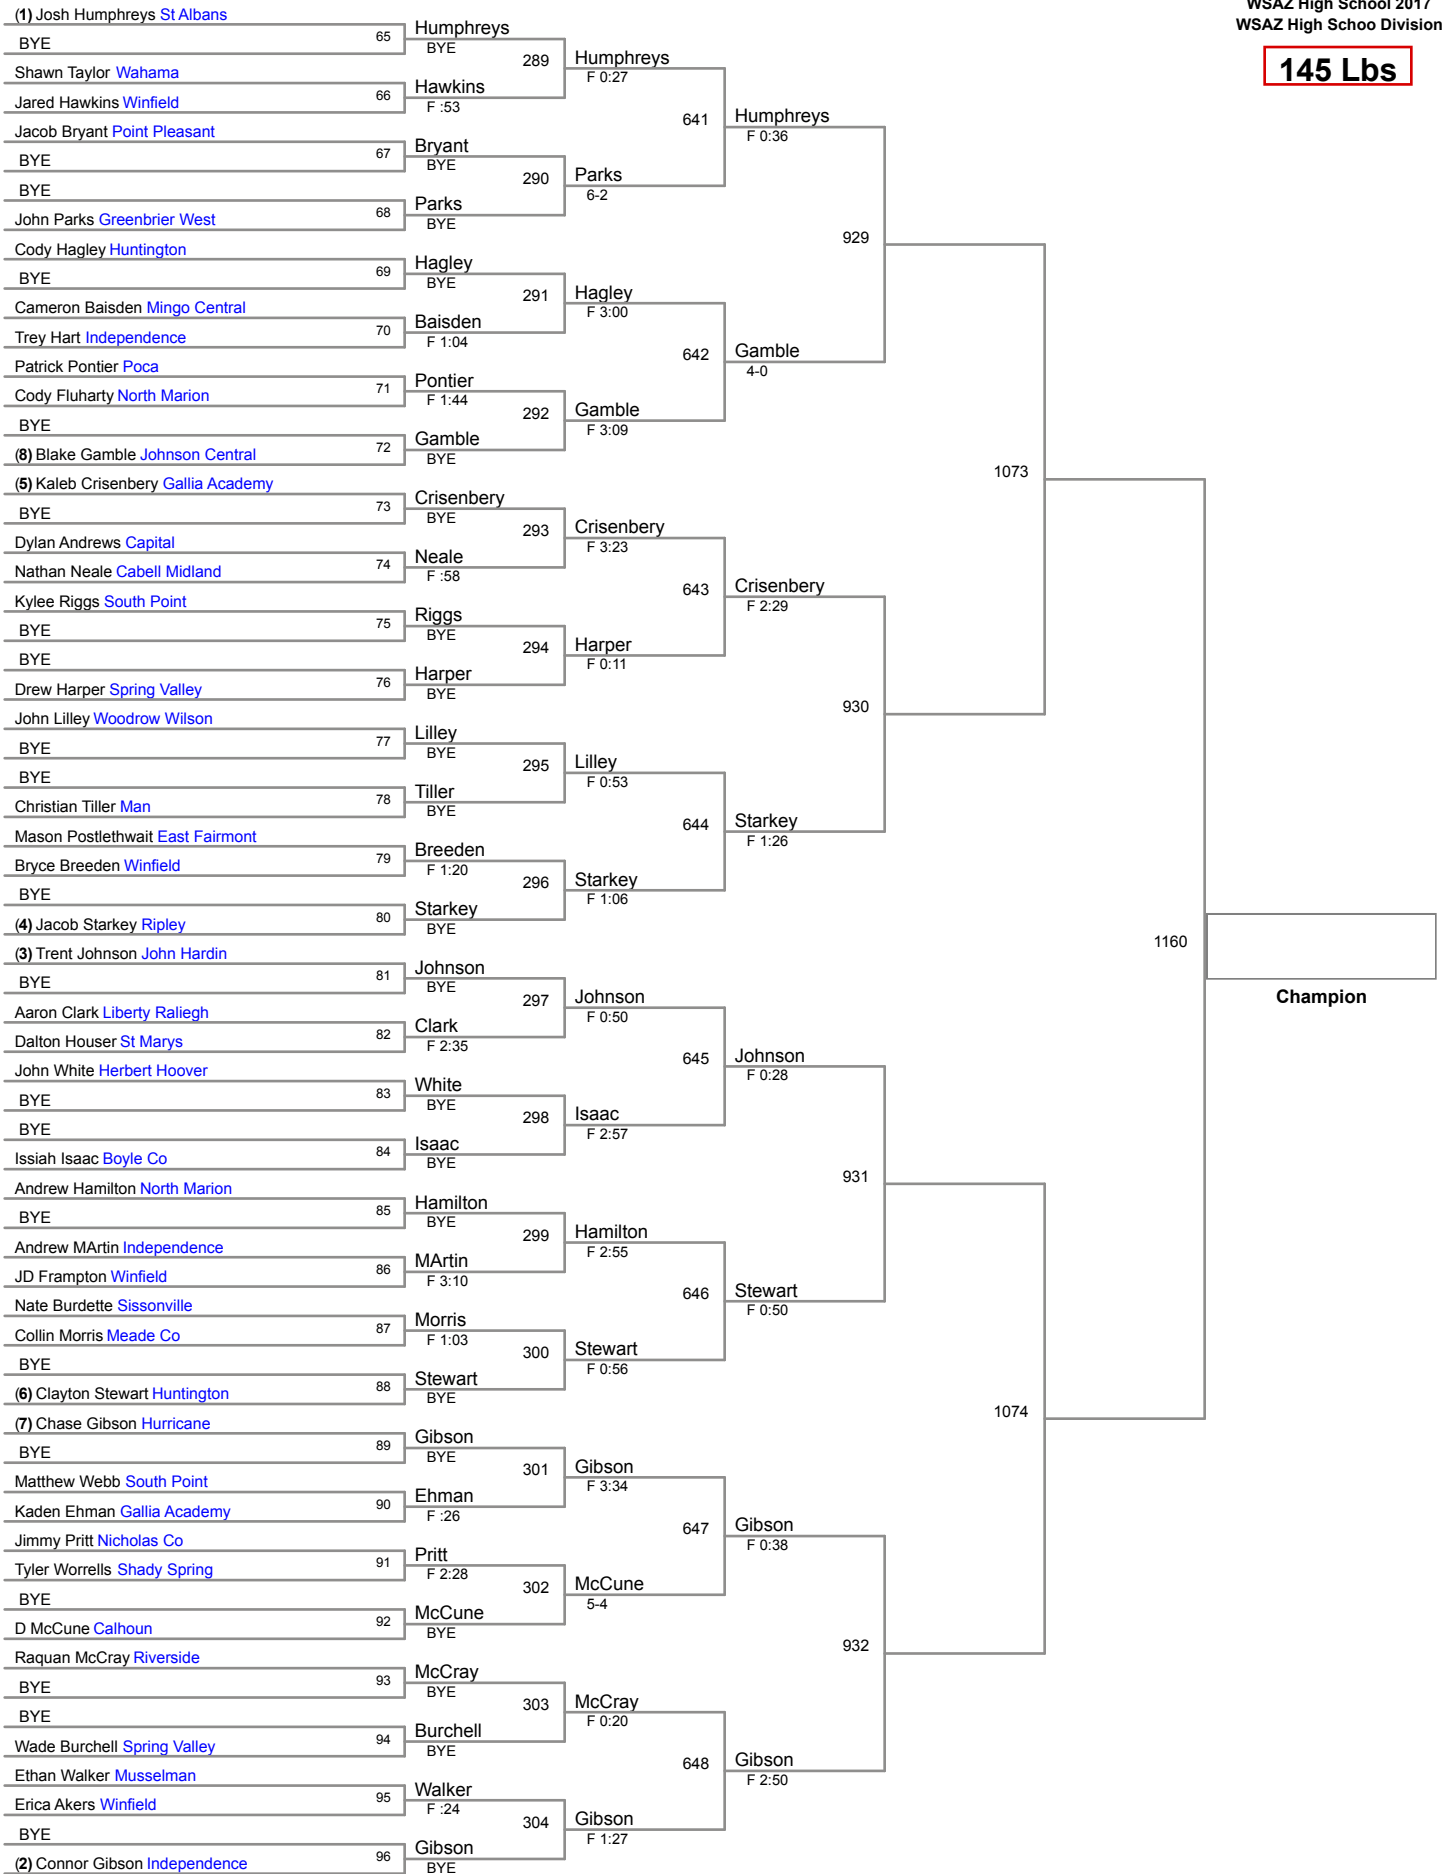 WSAZ High School 2017
WSAZ High Schoo Division
145 Lbs
(1) Josh Humphreys St Albans
BYE
Shawn Taylor Wahama
Jared Hawkins Winfield
Jacob Bryant Point Pleasant
BYE
BYE
John Parks Greenbrier West
Cody Hagley Huntington
BYE
Cameron Baisden Mingo Central
Trey Hart Independence
Patrick Pontier Poca
Cody Fluharty North Marion
BYE
(8) Blake Gamble Johnson Central
(5) Kaleb Crisenbery Gallia Academy
BYE
Dylan Andrews Capital
Nathan Neale Cabell Midland
Kylee Riggs South Point
BYE
BYE
Drew Harper Spring Valley
John Lilley Woodrow Wilson
BYE
BYE
Christian Tiller Man
Mason Postlethwait East Fairmont
Bryce Breeden Winfield
BYE
(4) Jacob Starkey Ripley
(3) Trent Johnson John Hardin
BYE
Aaron Clark Liberty Raliegh
Dalton Houser St Marys
John White Herbert Hoover
BYE
BYE
Issiah Isaac Boyle Co
Andrew Hamilton North Marion
BYE
Andrew MArtin Independence
JD Frampton Winfield
Nate Burdette Sissonville
Collin Morris Meade Co
BYE
(6) Clayton Stewart Huntington
(7) Chase Gibson Hurricane
BYE
Matthew Webb South Point
Kaden Ehman Gallia Academy
Jimmy Pritt Nicholas Co
Tyler Worrells Shady Spring
BYE
D McCune Calhoun
Raquan McCray Riverside
BYE
BYE
Wade Burchell Spring Valley
Ethan Walker Musselman
Erica Akers Winfield
BYE
(2) Connor Gibson Independence
65
66
67
68
69
70
71
72
73
74
75
76
77
78
79
80
81
82
83
84
85
86
87
88
89
90
91
92
93
94
95
96
Humphreys
BYE
Hawkins
F :53
Bryant
BYE
Parks
BYE
Hagley
BYE
Baisden
F 1:04
Pontier
F 1:44
Gamble
BYE
Crisenbery
BYE
Neale
F :58
Riggs
BYE
Harper
BYE
Lilley
BYE
Tiller
BYE
Breeden
F 1:20
Starkey
BYE
Johnson
BYE
Clark
F 2:35
White
BYE
Isaac
BYE
Hamilton
BYE
MArtin
F 3:10
Morris
F 1:03
Stewart
BYE
Gibson
BYE
Ehman
F :26
Pritt
F 2:28
McCune
BYE
McCray
BYE
Burchell
BYE
Walker
F :24
Gibson
BYE
289
290
291
292
293
294
295
296
297
298
299
300
301
302
303
304
Humphreys
F 0:27
Parks
6-2
Hagley
F 3:00
Gamble
F 3:09
Crisenbery
F 3:23
Harper
F 0:11
Lilley
F 0:53
Starkey
F 1:06
Johnson
F 0:50
Isaac
F 2:57
Hamilton
F 2:55
Stewart
F 0:56
Gibson
F 3:34
McCune
5-4
McCray
F 0:20
Gibson
F 1:27
641
642
643
644
645
646
647
648
Humphreys
F 0:36
Gamble
4-0
Crisenbery
F 2:29
Starkey
F 1:26
Johnson
F 0:28
Stewart
F 0:50
Gibson
F 0:38
Gibson
F 2:50
929
930
931
932
1073
1074
1160
Champion